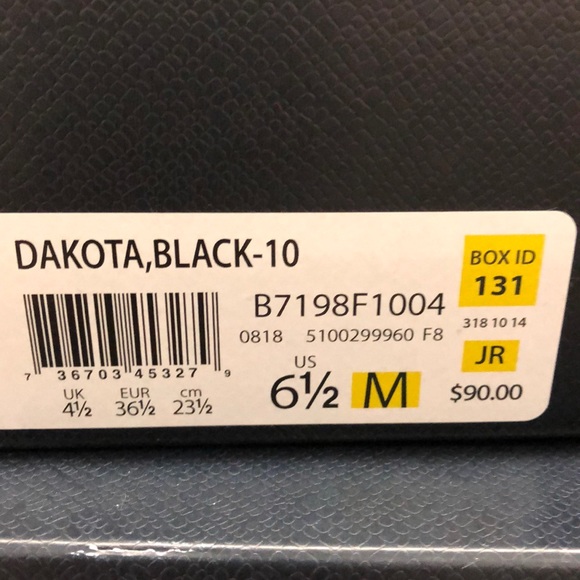 DAKOTA,BLACK-10
BOX ID
131
B7198F1004
0818 5100299960 F8
318 10 14
7 36703 45327 9
US
6½ M
JR
$90.00
UK EUR cm
4½ 36½ 23½